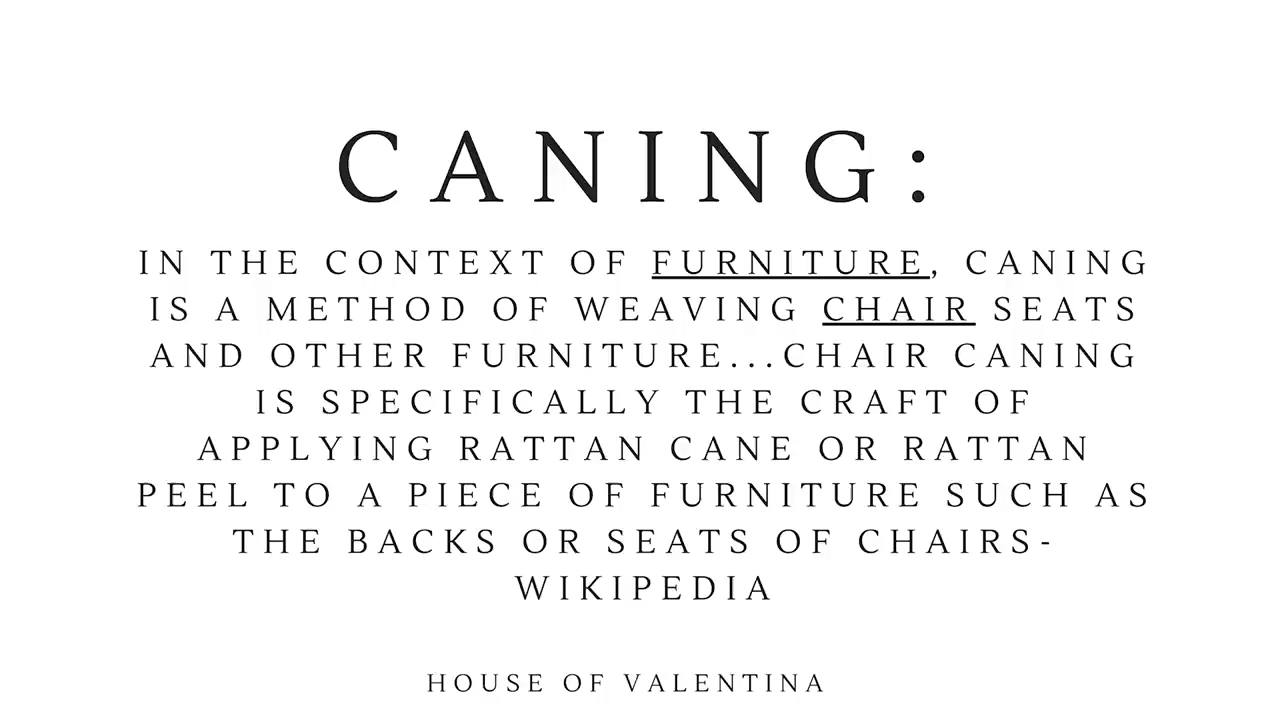 CANING:
IN THE CONTEXT OF FURNITURE, CANING
IS A METHOD OF WEAVING CHAIR SEATS
AND OTHER FURNITURE...CHAIR CANING
IS SPECIFICALLY THE CRAFT OF
APPLYING RATTAN CANE OR RATTAN
PEEL TO A PIECE OF FURNITURE SUCH AS
THE BACKS OR SEATS OF CHAIRS-
WIKIPEDIA
HOUSE OF VALENTINA